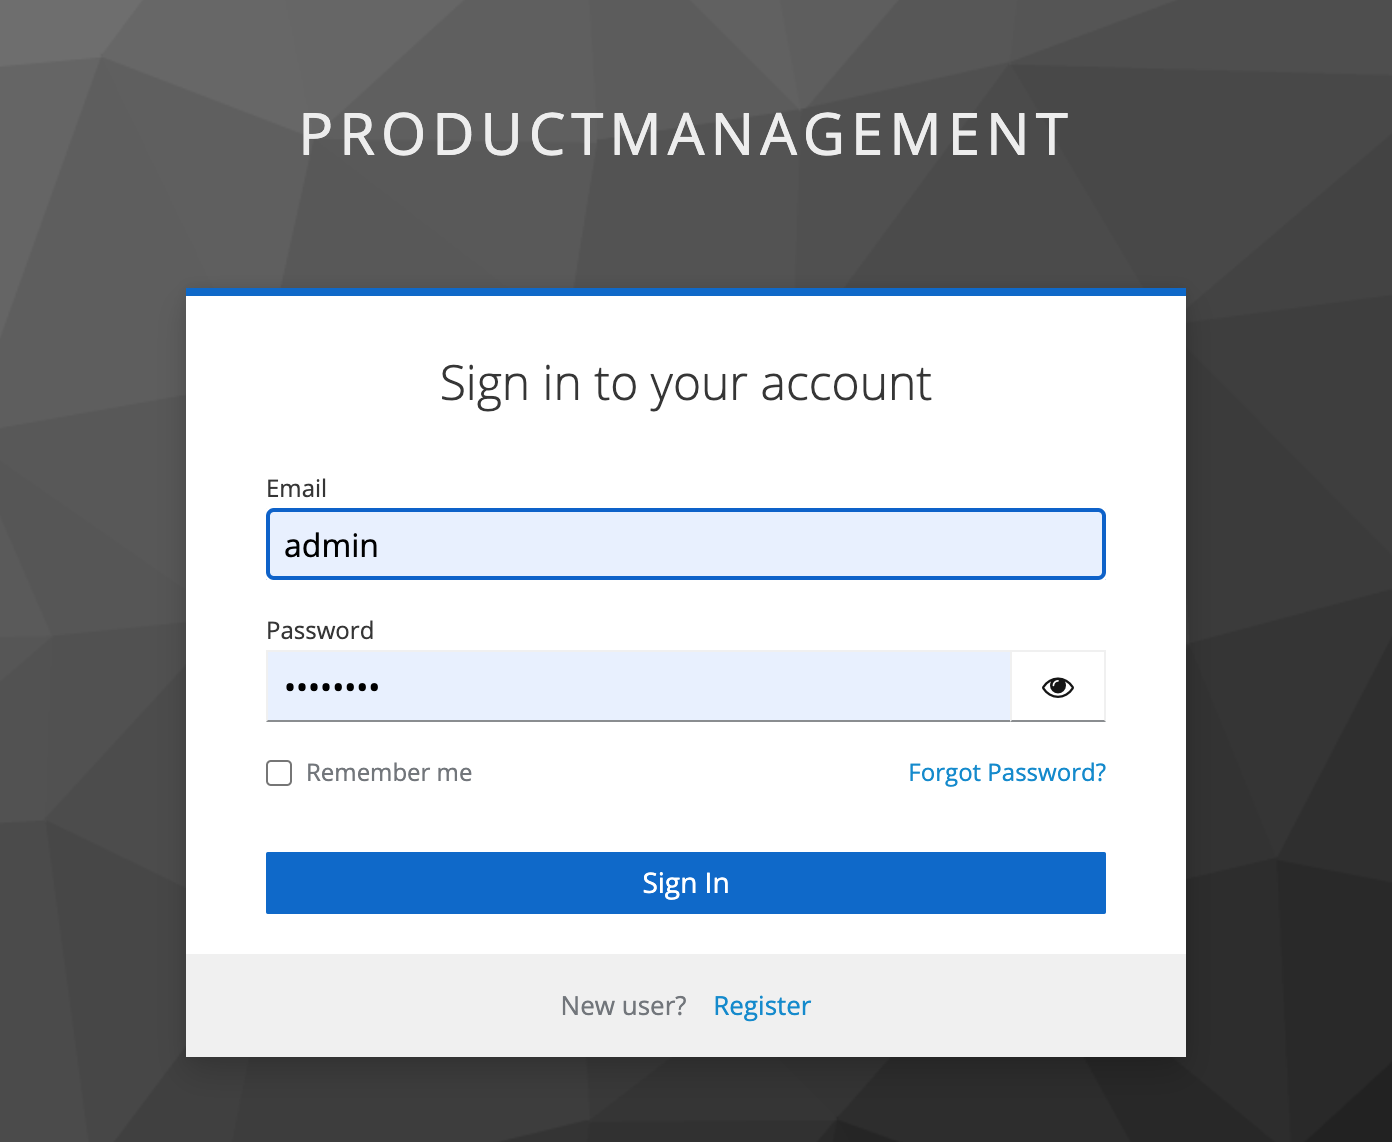 PRODUCTMANAGEMENT
Sign in to your account
Email
admin
Password
••••••••
Remember me
Forgot Password?
Sign In
New user? Register